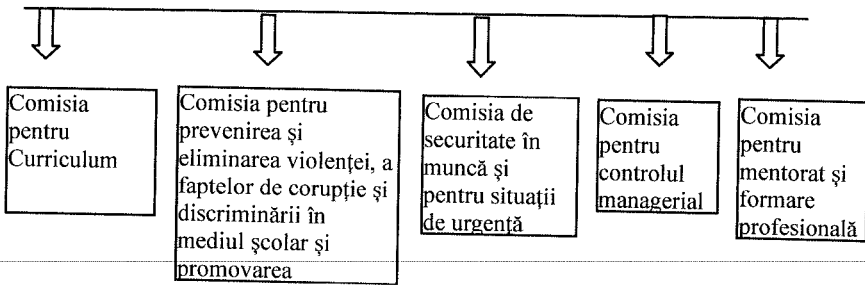 Comisia
pentru
Curriculum
Comisia pentru
prevenirea și
eliminarea violenței, a
faptelor de corupție și
discriminării în
mediul școlar și
promovarea
Comisia de
securitate în
muncă și
pentru situații
de urgență
Comisia
pentru
controlul
managerial
Comisia
pentru
mentorat și
formare
profesională